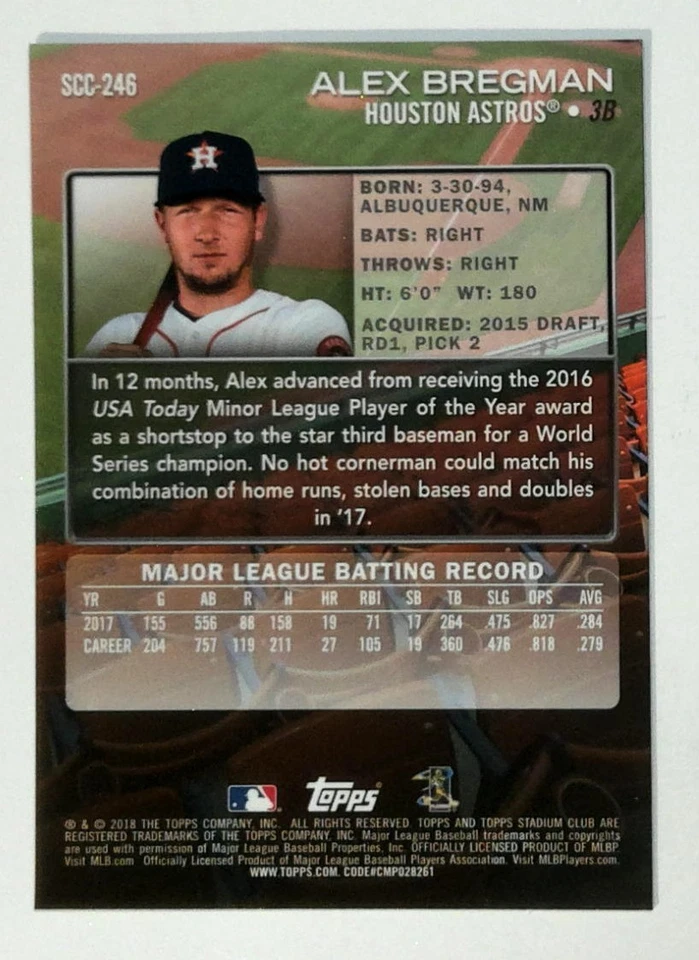 SCC-246
ALEX BREGMAN
HOUSTON ASTROS® • 3B
BORN: 3-30-94,
ALBUQUERQUE, NM
BATS: RIGHT
THROWS: RIGHT
HT: 6'0" WT: 180
ACQUIRED: 2015 DRAFT,
RD1, PICK 2
In 12 months, Alex advanced from receiving the 2016
USA Today Minor League Player of the Year award
as a shortstop to the star third baseman for a World
Series champion. No hot cornerman could match his
combination of home runs, stolen bases and doubles
in '17.
MAJOR LEAGUE BATTING RECORD
YR G AB R H HR RBI SB TB SLG OPS AVG
2017 155 556 88 158 19 71 17 264 .475 .827 .284
CAREER 204 757 119 211 27 105 19 360 .476 .818 .279
TOPPS
® & © 2018 THE TOPPS COMPANY, INC. ALL RIGHTS RESERVED. TOPPS AND TOPPS STADIUM CLUB ARE
REGISTERED TRADEMARKS OF THE TOPPS COMPANY, INC. Major League Baseball trademarks and copyrights
are used with permission of Major League Baseball Properties, Inc. OFFICIALLY LICENSED PRODUCT OF MLBP.
Visit MLB.com Officially Licensed Product of Major League Baseball Players Association. Visit MLBPlayers.com.
WWW.TOPPS.COM. CODE#CMP028261